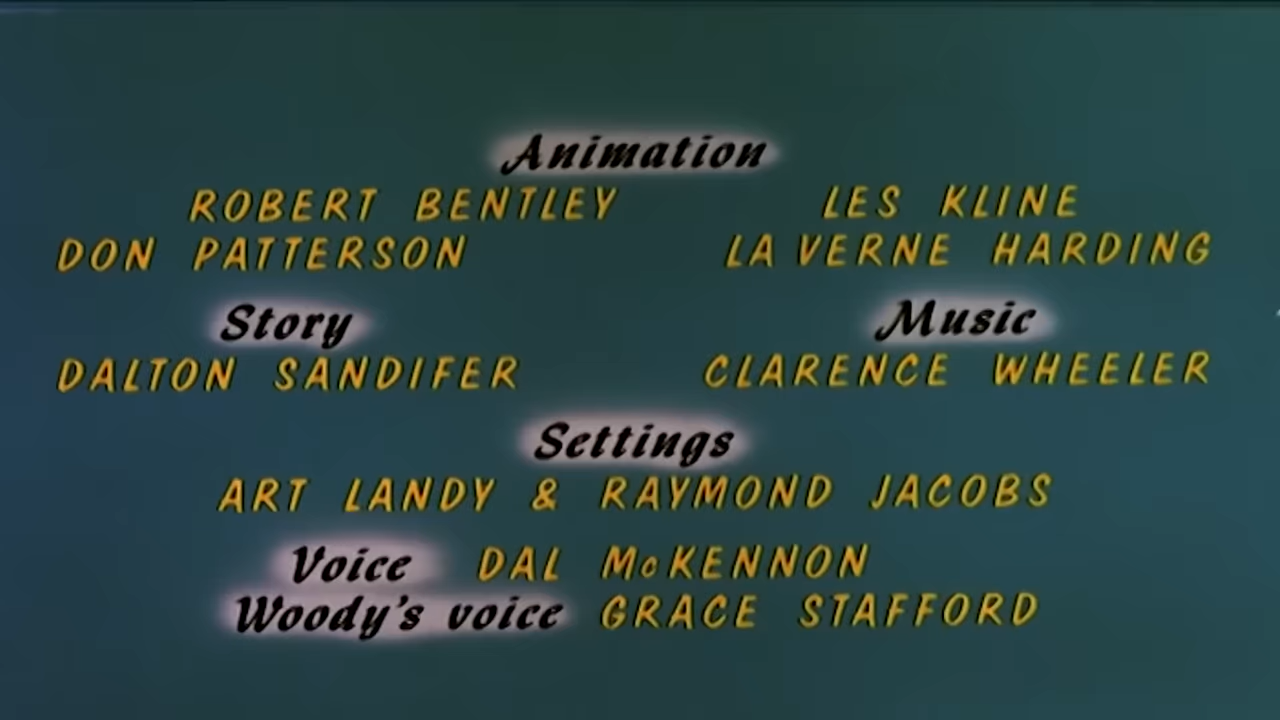 Animation
ROBERT BENTLEY LES KLINE
DON PATTERSON LA VERNE HARDING
Story Music
DALTON SANDIFER CLARENCE WHEELER
Settings
ART LANDY & RAYMOND JACOBS
Voice DAL McKENNON
Woody's voice GRACE STAFFORD